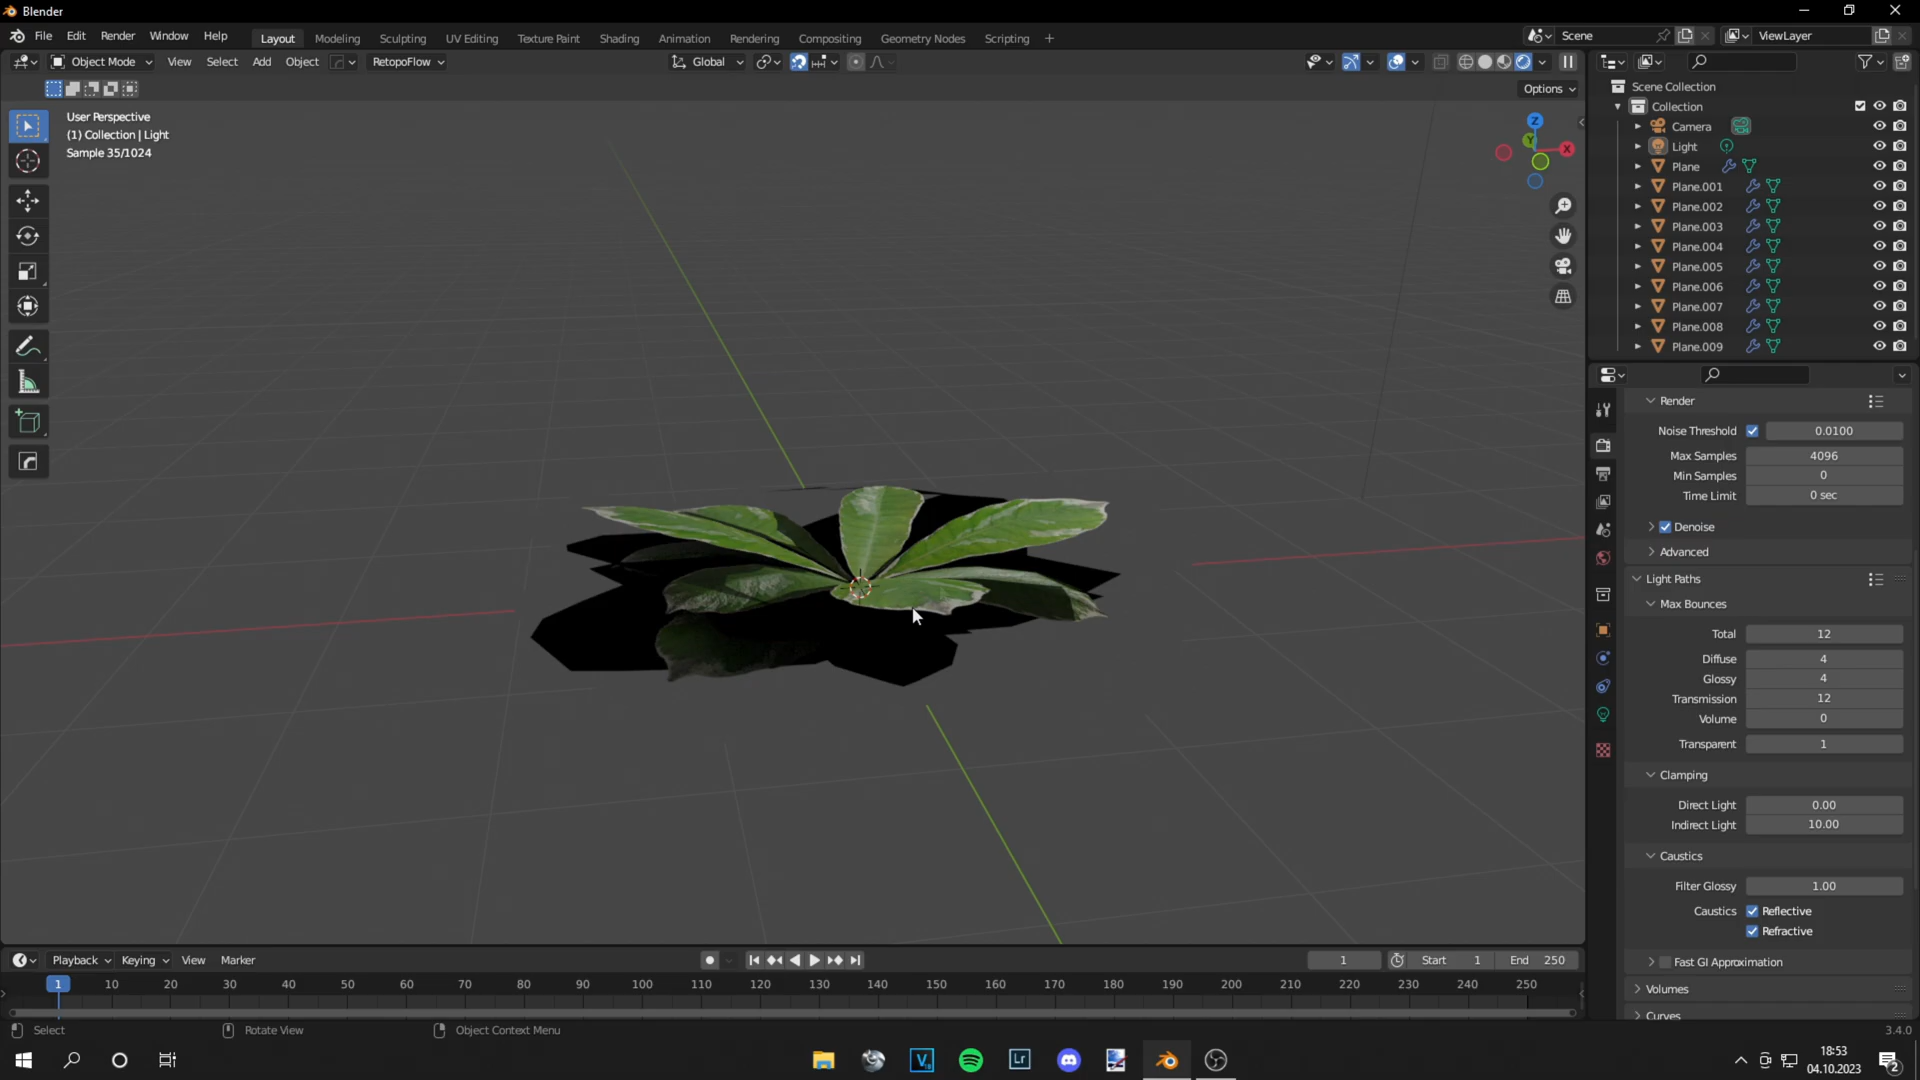 Blender
File Edit Render Window Help Layout Modeling Sculpting UV Editing Texture Paint Shading Animation Rendering Compositing Geometry Nodes Scripting + Scene ViewLayer
Object Mode View Select Add Object RetopoFlow Global
Options
User Perspective
(1) Collection | Light
Sample 35/1024
Z
Y
X
Scene Collection
Collection
Camera
Light
Plane
Plane.001
Plane.002
Plane.003
Plane.004
Plane.005
Plane.006
Plane.007
Plane.008
Plane.009
Render
Noise Threshold 0.0100
Max Samples 4096
Min Samples 0
Time Limit 0 sec
Denoise
Advanced
Light Paths
Max Bounces
Total 12
Diffuse 4
Glossy 4
Transmission 12
Volume 0
Transparent 1
Clamping
Direct Light 0.00
Indirect Light 10.00
Caustics
Filter Glossy 1.00
Caustics Reflective
Refractive
Fast GI Approximation
Volumes
Curves
Playback Keying View Marker 1 Start 1 End 250
1 10 20 30 40 50 60 70 80 90 100 110 120 130 140 150 160 170 180 190 200 210 220 230 240 250
Select Rotate View Object Context Menu 3.4.0
V
18
Lr
18:53
04.10.2023
2